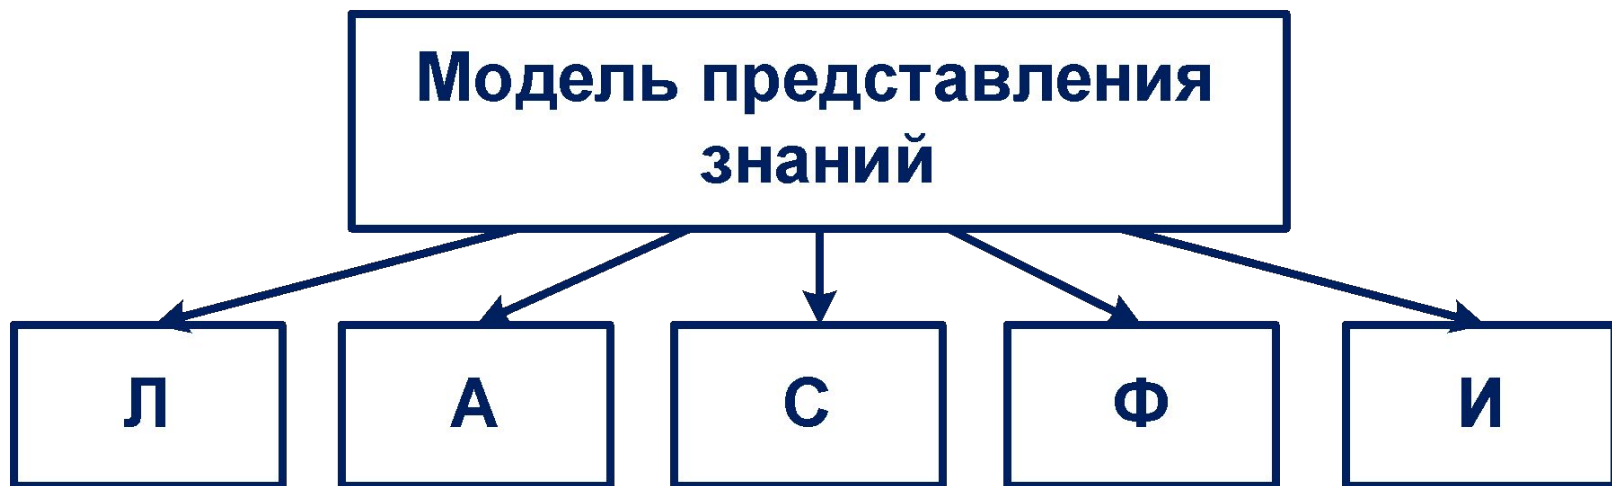 Модель представления
знаний
Л А С Ф И